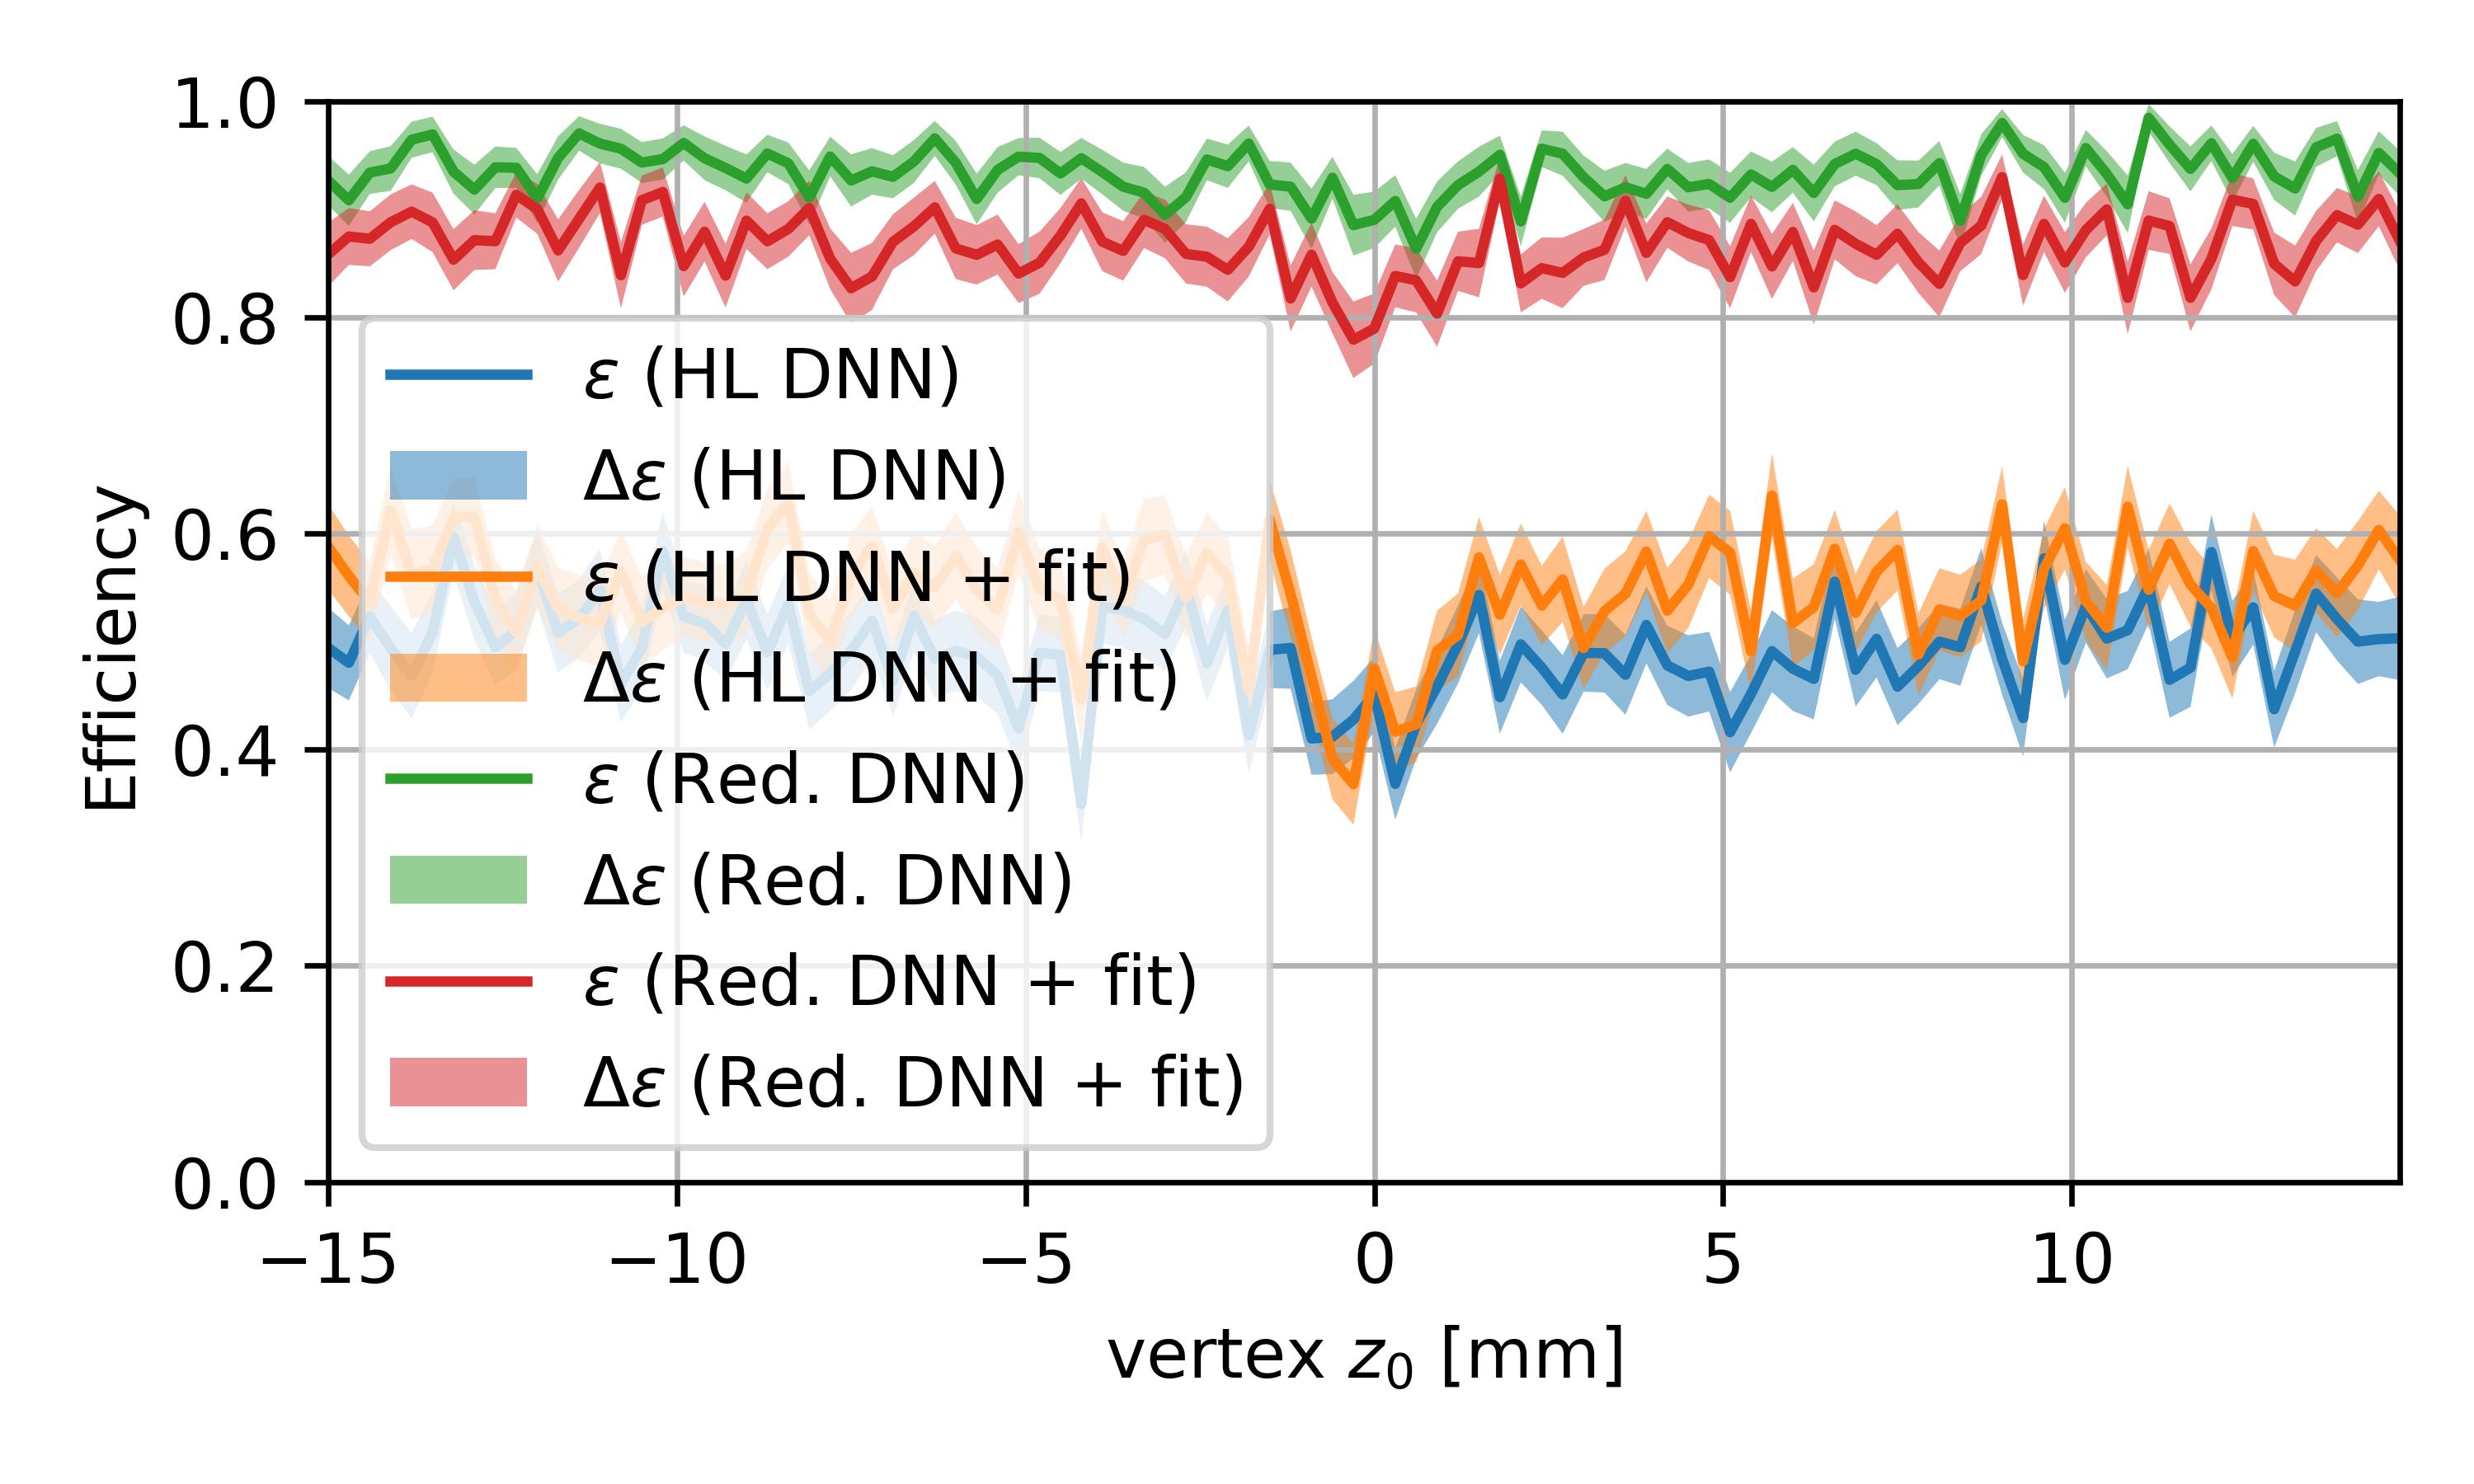 1.0
0.8
0.6
0.4
0.2
0.0
Efficiency
ε (HL DNN)
Δε (HL DNN)
ε (HL DNN + fit)
Δε (HL DNN + fit)
ε (Red. DNN)
Δε (Red. DNN)
ε (Red. DNN + fit)
Δε (Red. DNN + fit)
−15 −10 −5 0 5 10
vertex z₀ [mm]